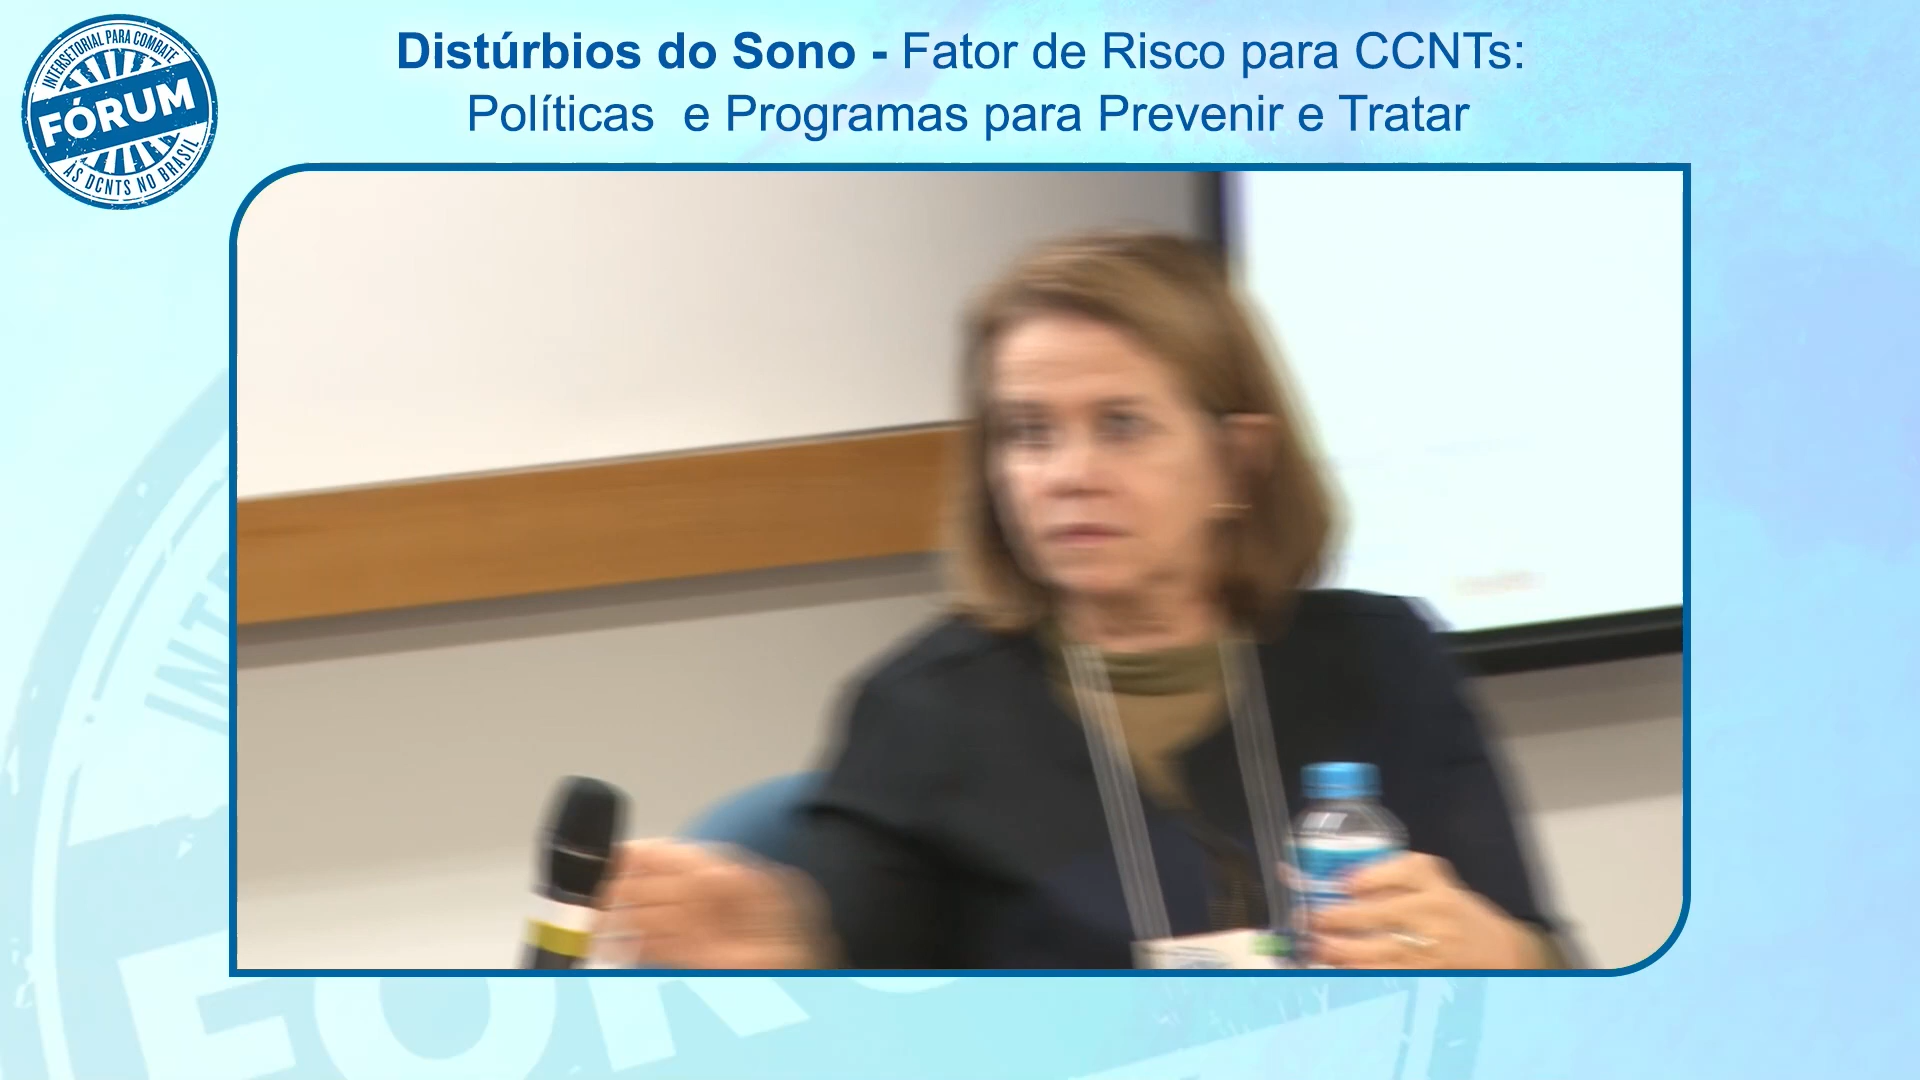 Distúrbios do Sono - Fator de Risco para CCNTs:
Políticas e Programas para Prevenir e Tratar
INTERSETORIAL PARA COMBATE
FÓRUM
ÀS DCNTS NO BRASIL